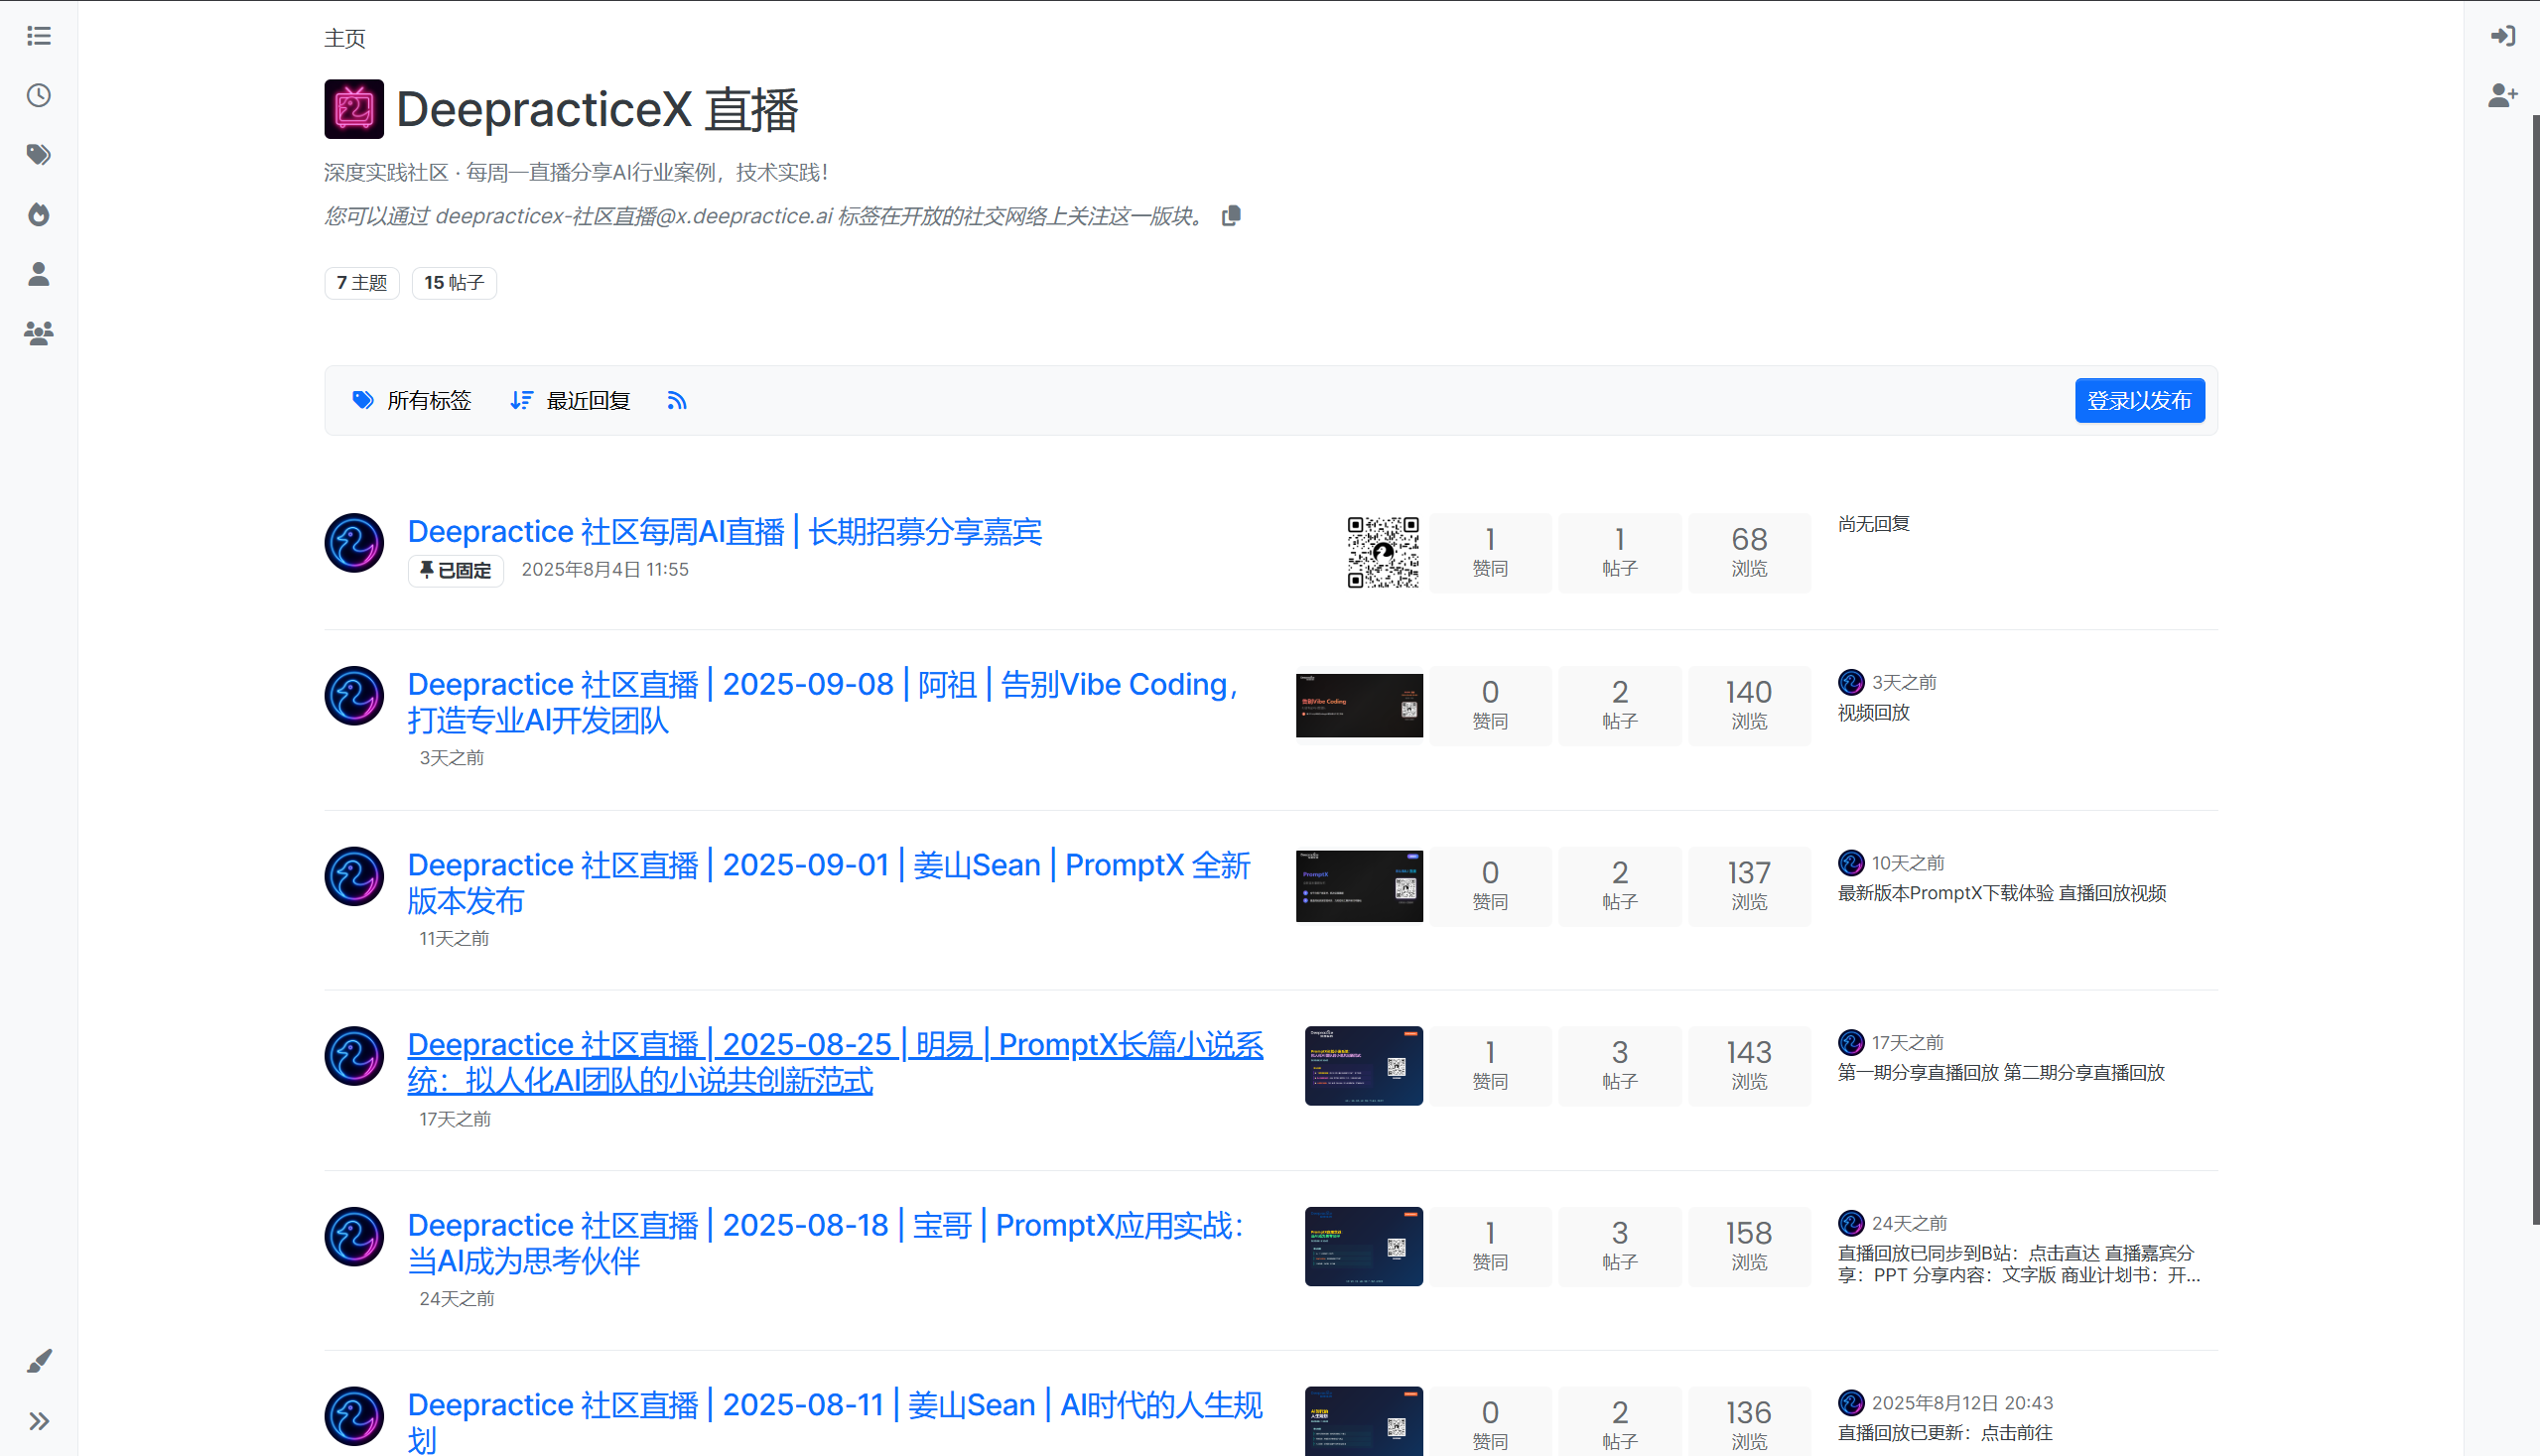 主页
DeepracticeX 直播
深度实践社区 · 每周一直播分享AI行业案例，技术实践！
您可以通过 deepracticex-社区直播@x.deepractice.ai 标签在开放的社交网络上关注这一版块。
7 主题 15 帖子
所有标签 最近回复 登录以发布
Deepractice 社区每周AI直播 | 长期招募分享嘉宾
已固定 2025年8月4日 11:55
1 赞同
1 帖子
68 浏览
尚无回复
Deepractice 社区直播 | 2025-09-08 | 阿祖 | 告别Vibe Coding，
打造专业AI开发团队
3天之前
告别Vibe Coding
0 赞同
2 帖子
140 浏览
3天之前
视频回放
Deepractice 社区直播 | 2025-09-01 | 姜山Sean | PromptX 全新
版本发布
11天之前
PromptX
0 赞同
2 帖子
137 浏览
10天之前
最新版本PromptX下载体验 直播回放视频
Deepractice 社区直播 | 2025-08-25 | 明易 | PromptX长篇小说系
统：拟人化AI团队的小说共创新范式
17天之前
1 赞同
3 帖子
143 浏览
17天之前
第一期分享直播回放 第二期分享直播回放
Deepractice 社区直播 | 2025-08-18 | 宝哥 | PromptX应用实战：
当AI成为思考伙伴
24天之前
1 赞同
3 帖子
158 浏览
24天之前
直播回放已同步到B站：点击直达 直播嘉宾分
享：PPT 分享内容：文字版 商业计划书：开...
Deepractice 社区直播 | 2025-08-11 | 姜山Sean | AI时代的人生规
划
0 赞同
2 帖子
136 浏览
2025年8月12日 20:43
直播回放已更新：点击前往